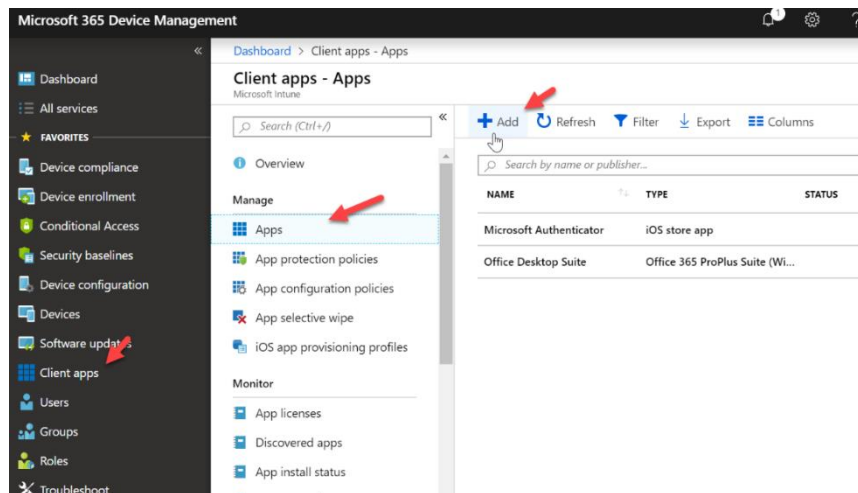 Microsoft 365 Device Management
1
«
Dashboard
All services
FAVORITES
Device compliance
Device enrollment
Conditional Access
Security baselines
Device configuration
Devices
Software updates
Client apps
Users
Groups
Roles
Troubleshoot
Dashboard > Client apps - Apps
Client apps - Apps
Microsoft Intune
Search (Ctrl+/)
«
Overview
Manage
Apps
App protection policies
App configuration policies
App selective wipe
iOS app provisioning profiles
Monitor
App licenses
Discovered apps
App install status
Add Refresh Filter Export Columns
Search by name or publisher...
NAME TYPE STATUS
Microsoft Authenticator iOS store app
Office Desktop Suite Office 365 ProPlus Suite (Wi...